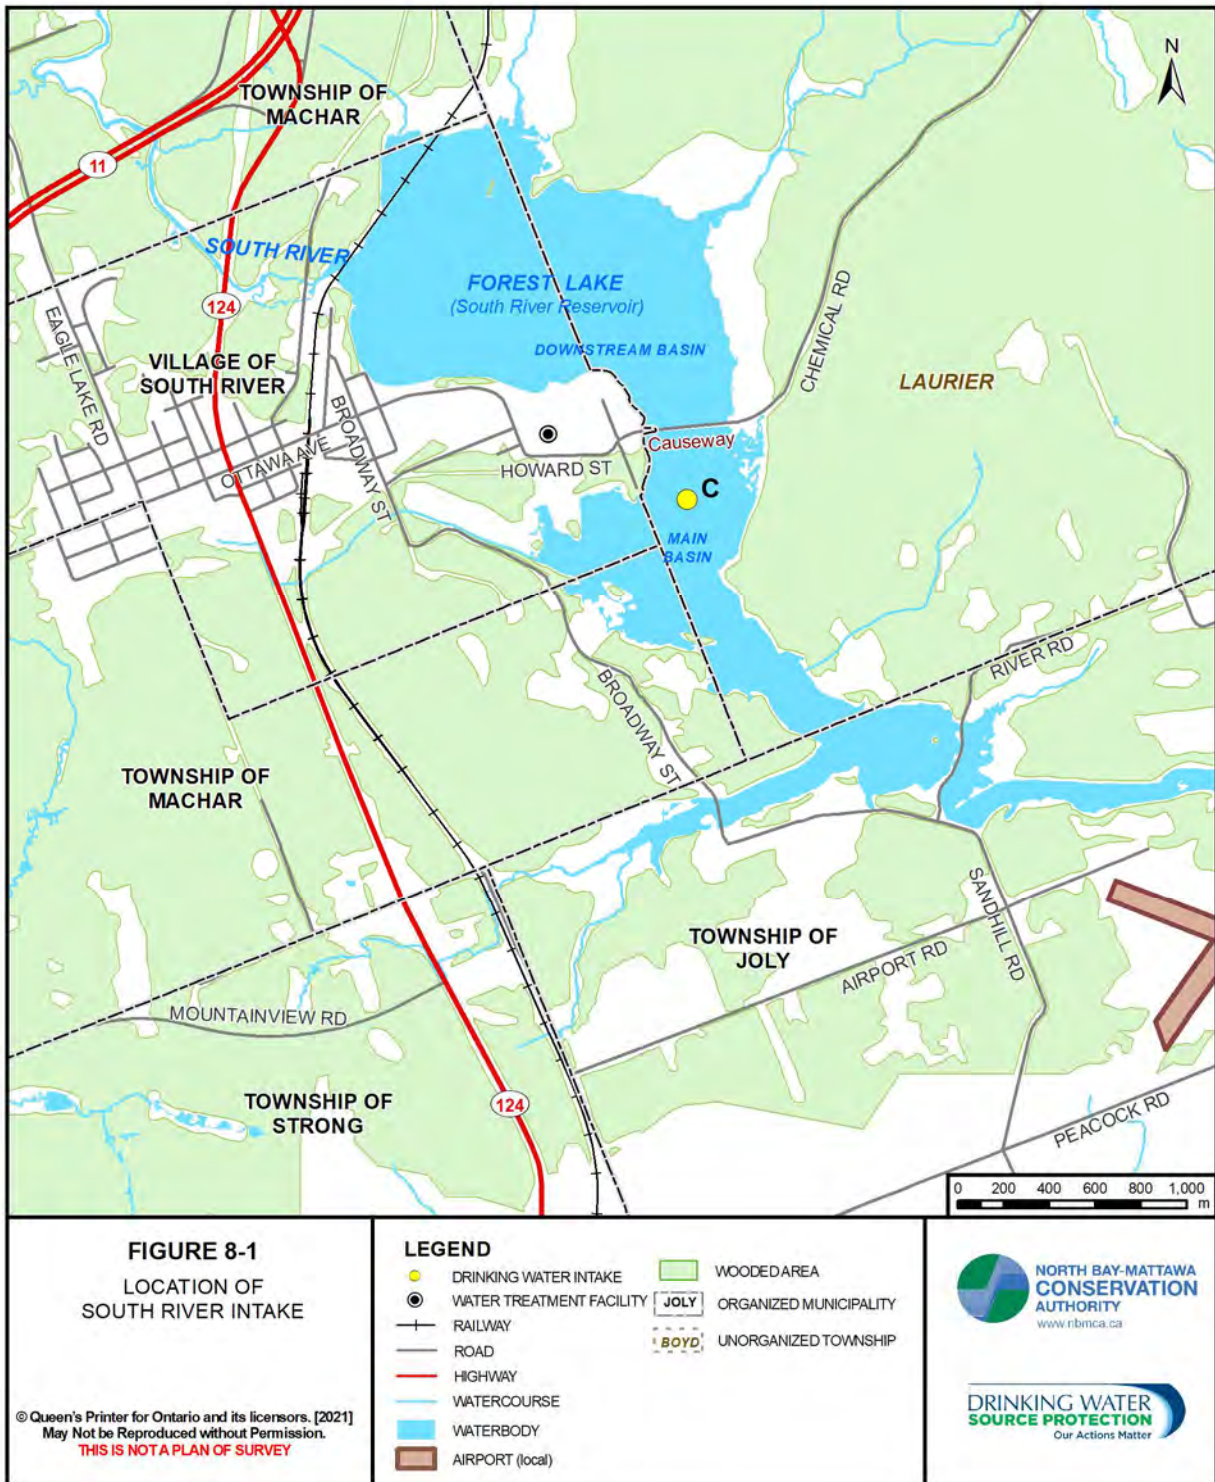 N
TOWNSHIP OF
MACHAR
11
SOUTH RIVER
FOREST LAKE
(South River Reservoir)
124
EAGLE LAKE RD
CHEMICAL RD
DOWNSTREAM BASIN
VILLAGE OF
SOUTH RIVER
LAURIER
BROADWAY ST
Causeway
OTTAWA AVE
HOWARD ST
C
MAIN
BASIN
RIVER RD
BROADWAY ST
TOWNSHIP OF
MACHAR
SANDHILL RD
TOWNSHIP OF
JOLY
AIRPORT RD
MOUNTAINVIEW RD
TOWNSHIP OF
STRONG
124
PEACOCK RD
0 200 400 600 800 1,000
m
FIGURE 8-1
LOCATION OF
SOUTH RIVER INTAKE
© Queen's Printer for Ontario and its licensors. [2021]
May Not be Reproduced without Permission.
THIS IS NOT A PLAN OF SURVEY
LEGEND
DRINKING WATER INTAKE
WATER TREATMENT FACILITY
RAILWAY
ROAD
HIGHWAY
WATERCOURSE
WATERBODY
AIRPORT (local)
WOODED AREA
JOLY ORGANIZED MUNICIPALITY
BOYD UNORGANIZED TOWNSHIP
NORTH BAY-MATTAWA
CONSERVATION
AUTHORITY
www.nbmca.ca
DRINKING WATER
SOURCE PROTECTION
Our Actions Matter